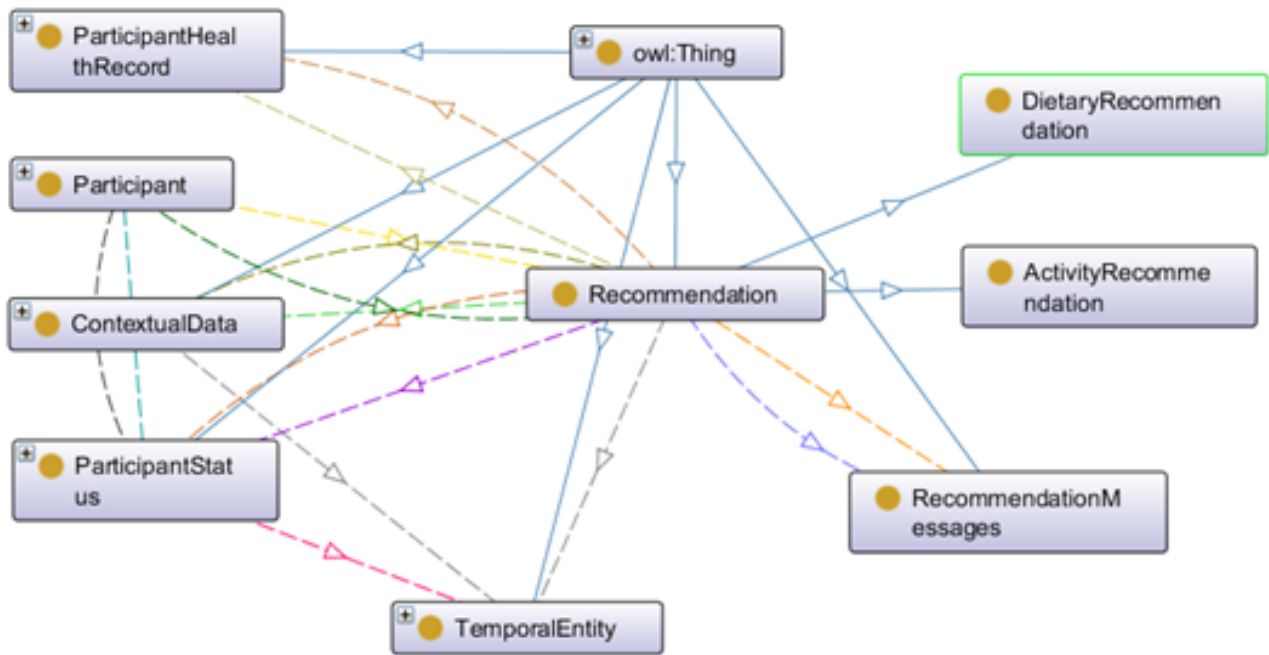 ParticipantHeal
thRecord
owl:Thing
DietaryRecommen
dation
Participant
ActivityRecomme
ndation
Recommendation
ContextualData
ParticipantStat
us
RecommendationM
essages
TemporalEntity